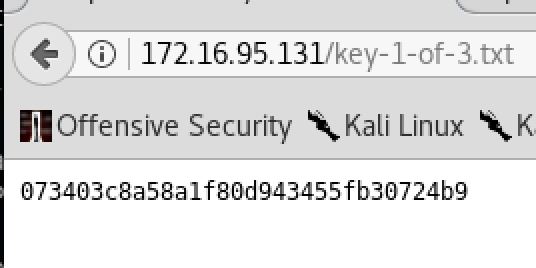 172.16.95.131/key-1-of-3.txt
Offensive Security Kali Linux
073403c8a58a1f80d943455fb30724b9